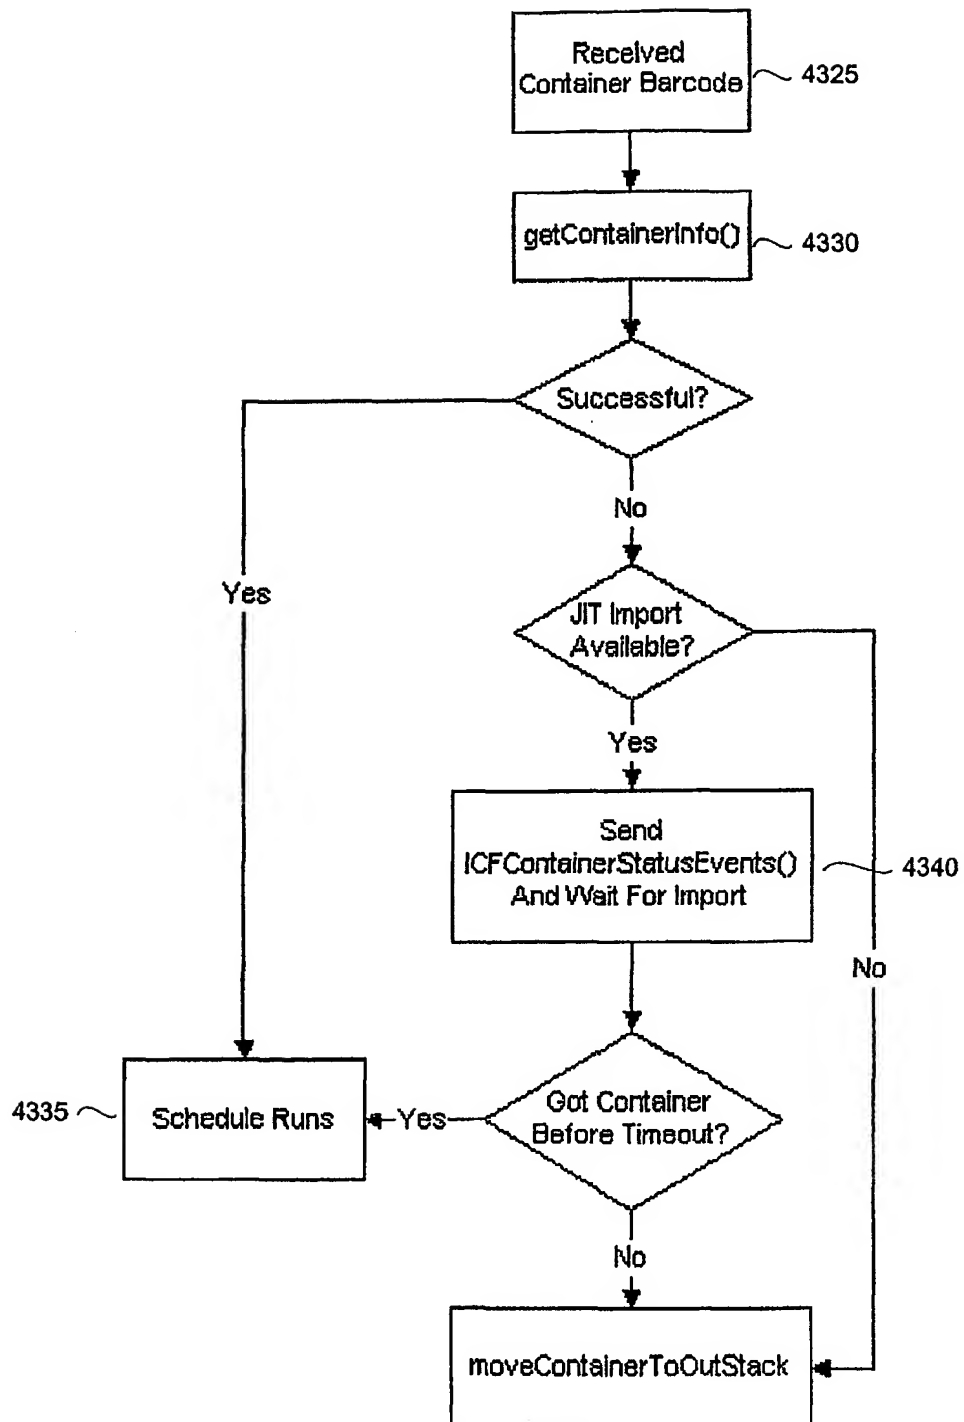 Received
Container Barcode
4325
getContainerInfo()
4330
Successful?
No
Yes
JIT Import
Available?
Yes
Send
ICFContainerStatusEvents()
And Wait For Import
4340
No
4335
Schedule Runs
Yes
Got Container
Before Timeout?
No
moveContainerToOutStack